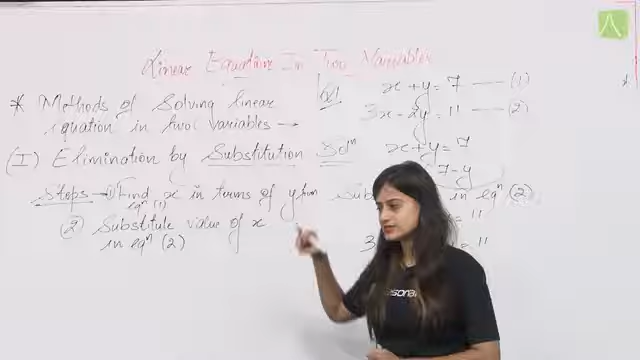 Linear Equation In Two Variables
* Methods of Solving linear
equation in two Variables →
(I) Elimination by Substitution
Steps → ① Find x in terms of y from
eqⁿ (1)
② Substitute value of x
in eqⁿ (2)
x + y = 7 —— (1)
3x - 2y = 11 —— (2)
Solⁿ x + y = 7
7 - y
in eqⁿ (2)
= 11
3 = 11